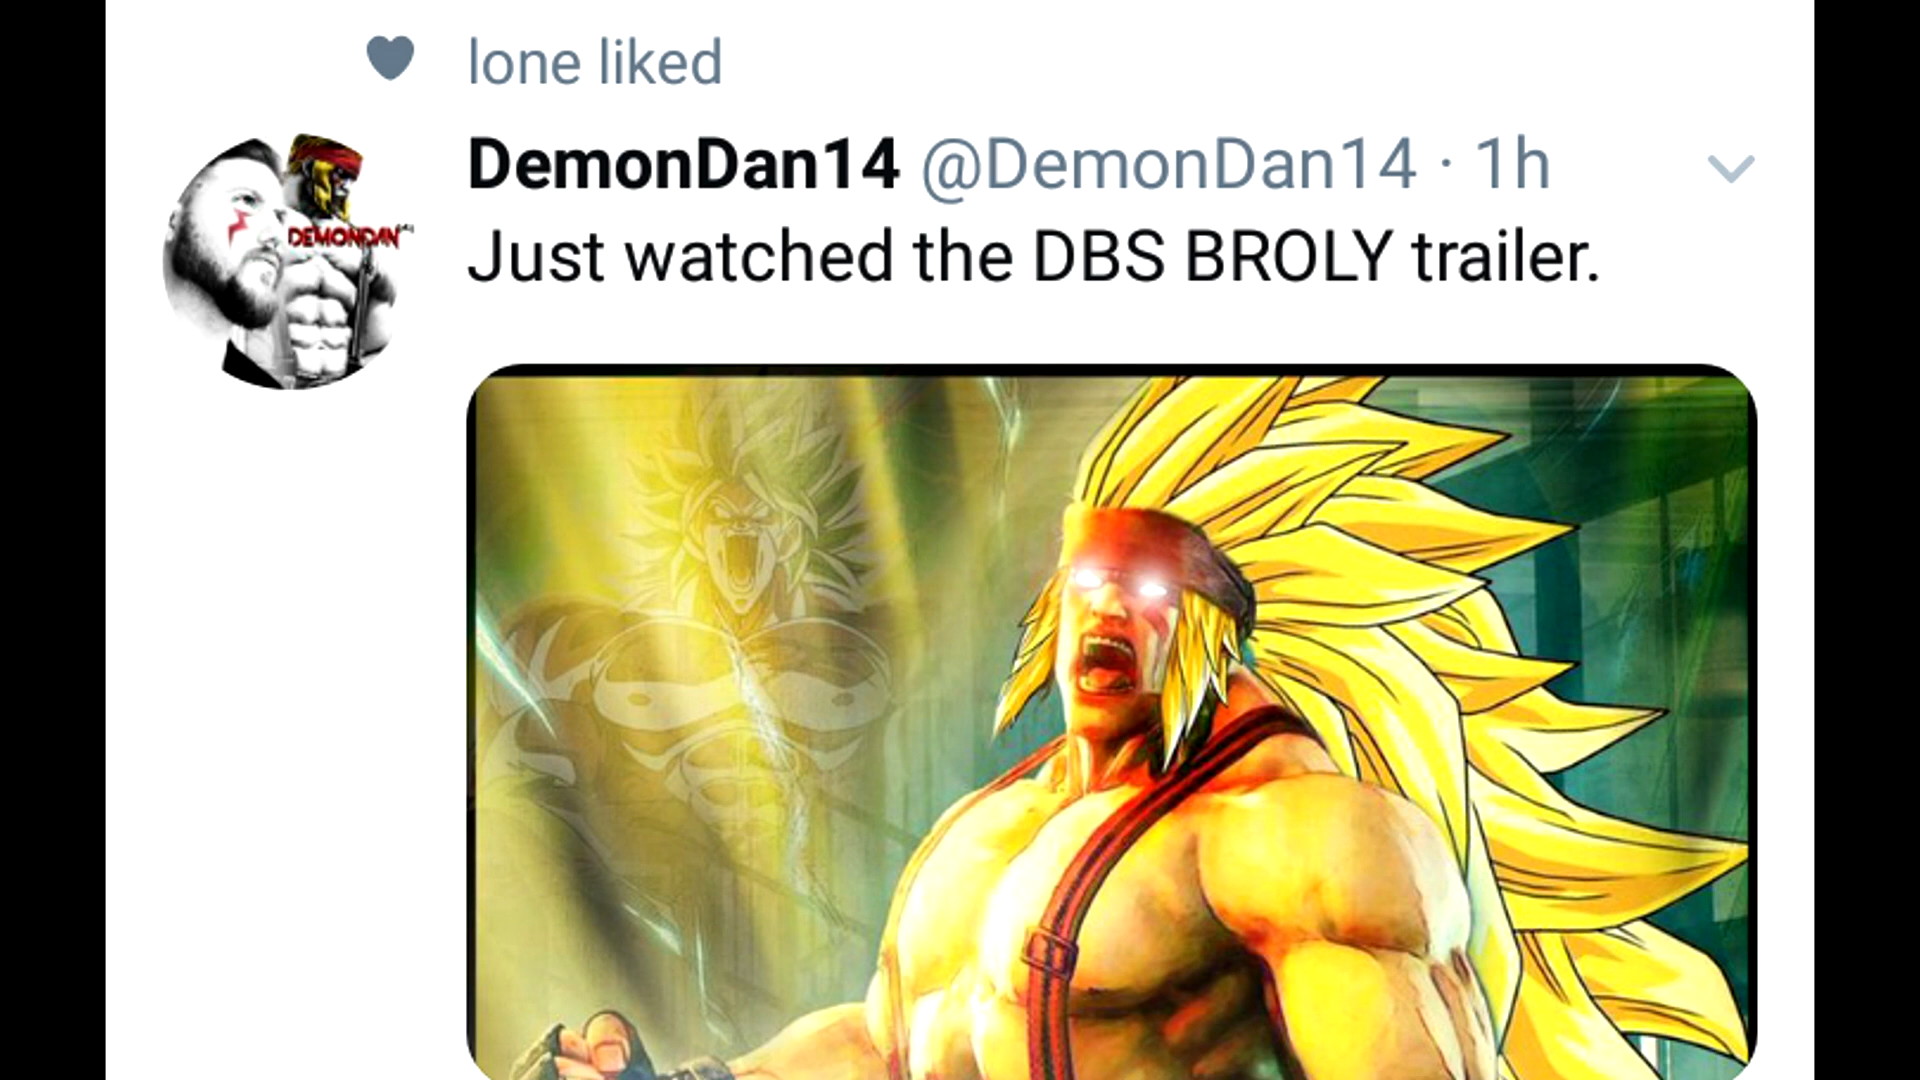 lone liked
DemonDan14 @DemonDan14 · 1h
Just watched the DBS BROLY trailer.
DEMONDAN